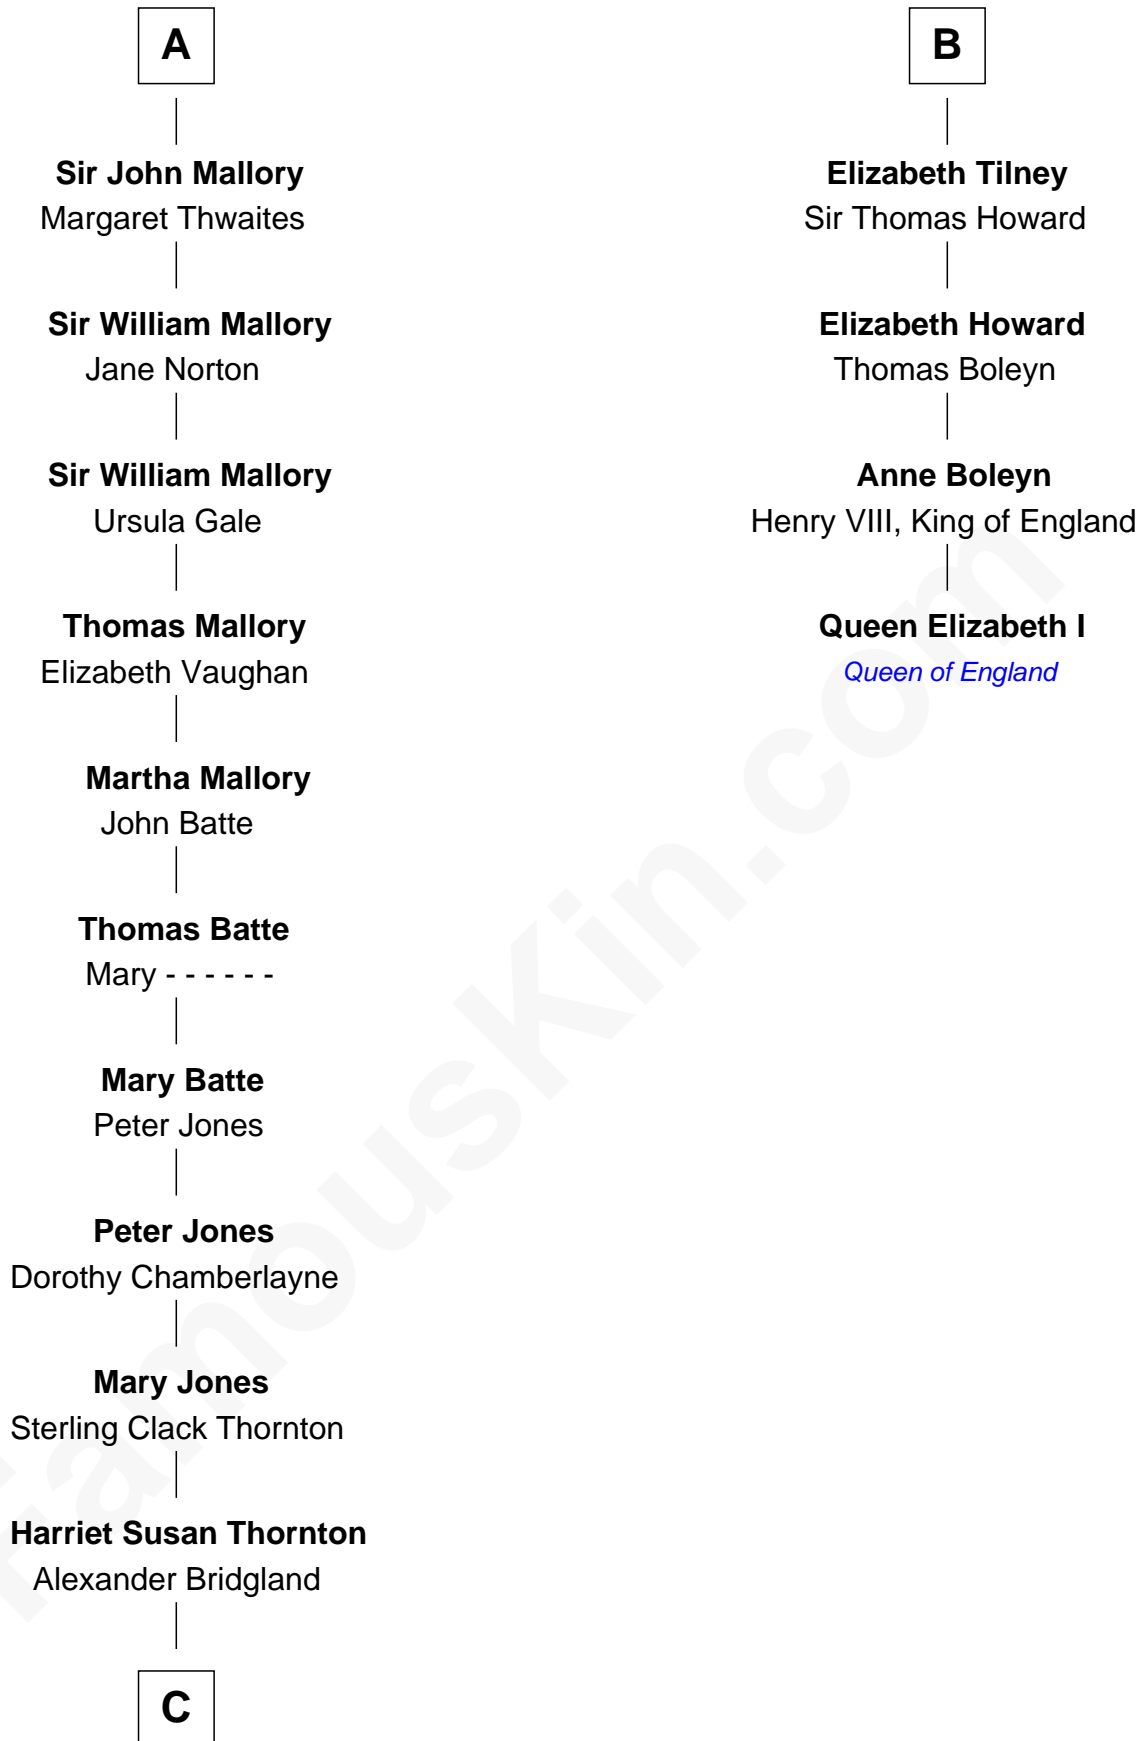 A
Sir John Mallory
Margaret Thwaites
Sir William Mallory
Jane Norton
Sir William Mallory
Ursula Gale
Thomas Mallory
Elizabeth Vaughan
Martha Mallory
John Batte
Thomas Batte
Mary - - - - - -
Mary Batte
Peter Jones
Peter Jones
Dorothy Chamberlayne
Mary Jones
Sterling Clack Thornton
Harriet Susan Thornton
Alexander Bridgland
C
B
Elizabeth Tilney
Sir Thomas Howard
Elizabeth Howard
Thomas Boleyn
Anne Boleyn
Henry VIII, King of England
Queen Elizabeth I
Queen of England
famouskin.com